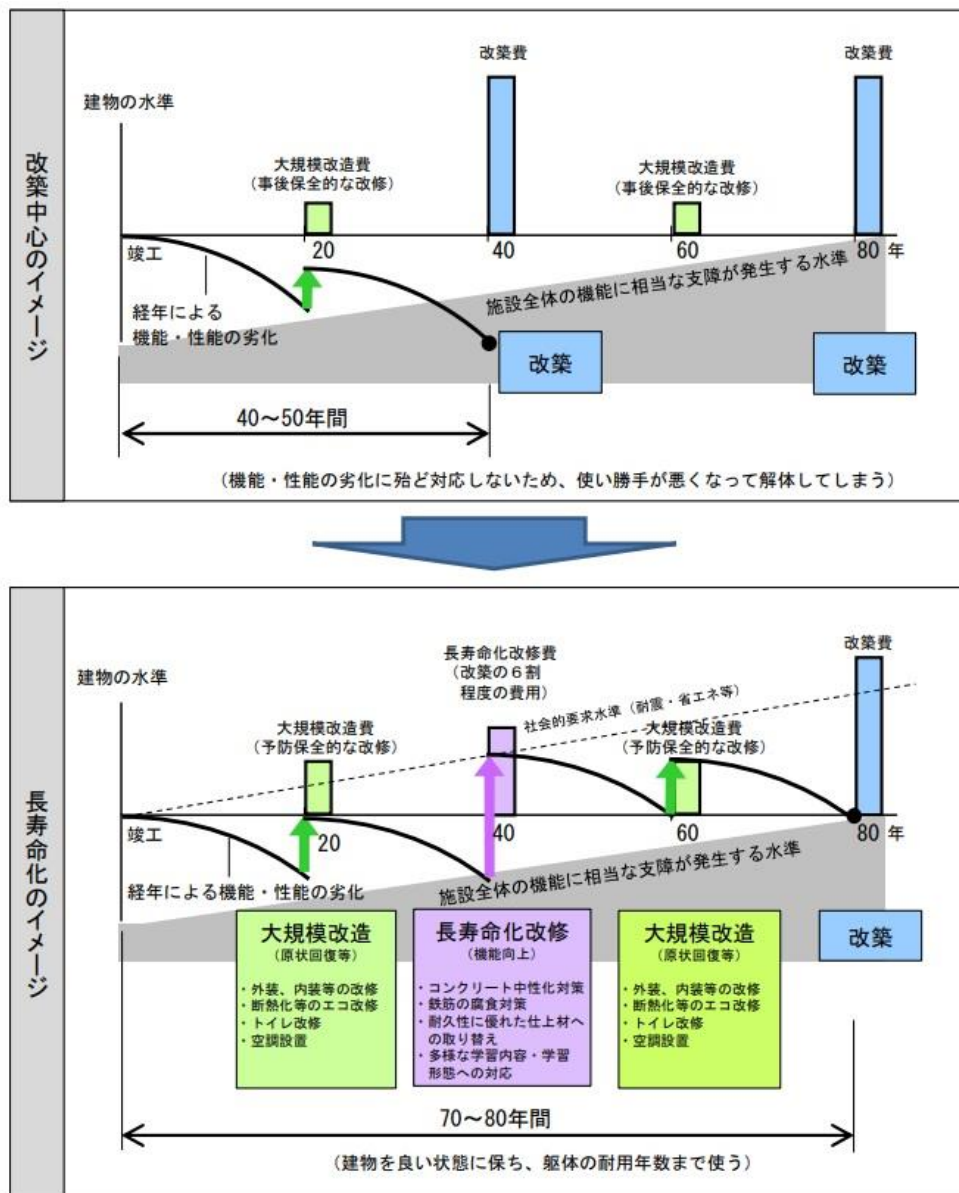 改築中心のイメージ
建物の水準
改築費
改築費
大規模改造費
（事後保全的な改修）
大規模改造費
（事後保全的な改修）
竣工
20
40
60
80 年
経年による
機能・性能の劣化
施設全体の機能に相当な支障が発生する水準
改築
改築
40～50年間
（機能・性能の劣化に殆ど対応しないため、使い勝手が悪くなって解体してしまう）
長寿命化のイメージ
建物の水準
長寿命化改修費
（改築の６割
程度の費用）
改築費
社会的要求水準（耐震・省エネ等）
大規模改造費
（予防保全的な改修）
大規模改造費
（予防保全的な改修）
竣工
20
40
60
80 年
経年による機能・性能の劣化
施設全体の機能に相当な支障が発生する水準
大規模改造
（原状回復等）
・外装、内装等の改修
・断熱化等のエコ改修
・トイレ改修
・空調設置
長寿命化改修
（機能向上）
・コンクリート中性化対策
・鉄筋の腐食対策
・耐久性に優れた仕上材へ
の取り替え
・多様な学習内容・学習
形態への対応
大規模改造
（原状回復等）
・外装、内装等の改修
・断熱化等のエコ改修
・トイレ改修
・空調設置
改築
70～80年間
（建物を良い状態に保ち、躯体の耐用年数まで使う）